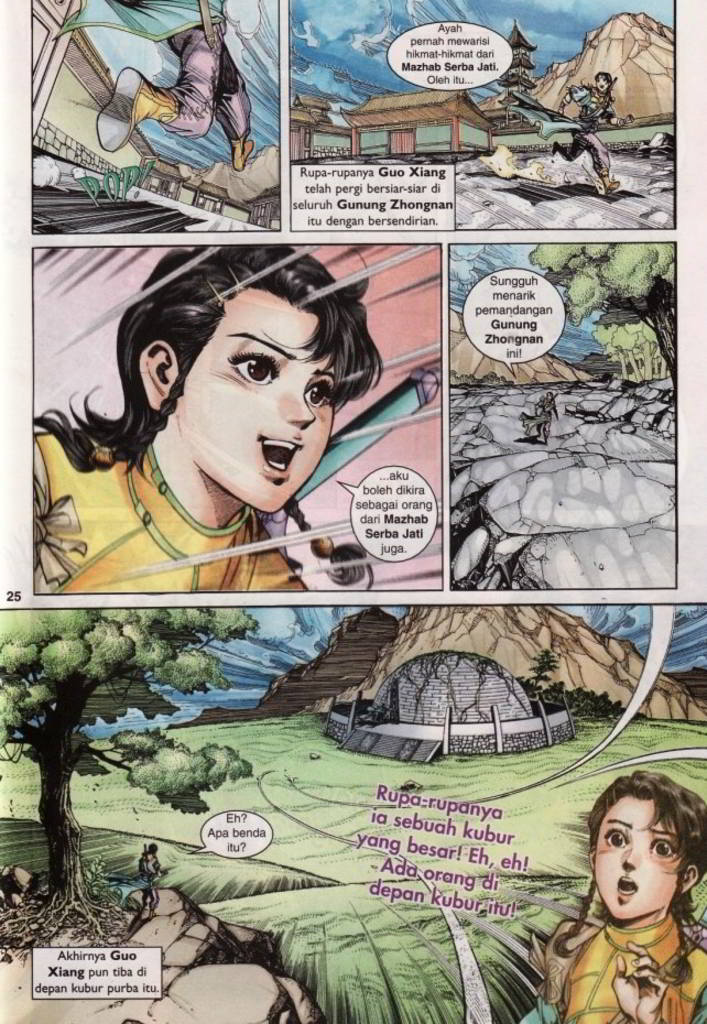 POP!
Ayah
pernah mewarisi
hikmat-hikmat dari
Mazhab Serba Jati.
Oleh itu...
Rupa-rupanya Guo Xiang
telah pergi bersiar-siar di
seluruh Gunung Zhongnan
itu dengan bersendirian.
...aku
boleh dikira
sebagai orang
dari Mazhab
Serba Jati
juga.
Sungguh
menarik
pemandangan
Gunung
Zhongnan
ini!
25
Eh?
Apa benda
itu?
Rupa-rupanya
ia sebuah kubur
yang besar! Eh, eh!
Ada orang di
depan kubur itu!
Akhirnya Guo
Xiang pun tiba di
depan kubur purba itu.